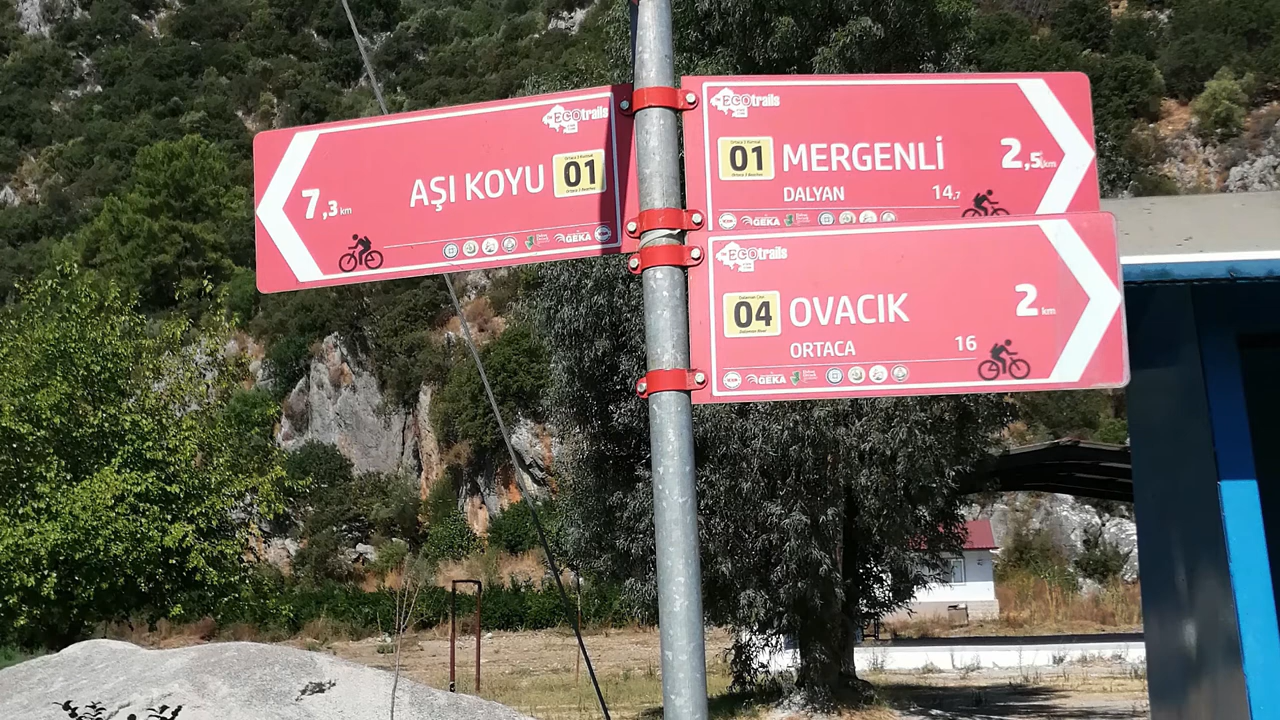 ECOtrails
7,3 km
AŞI KOYU
01
GEKA
ECOtrails
01
MERGENLİ
2,5 km
DALYAN
14,7
GEKA
ECOtrails
04
OVACIK
2 km
ORTACA
16
GEKA